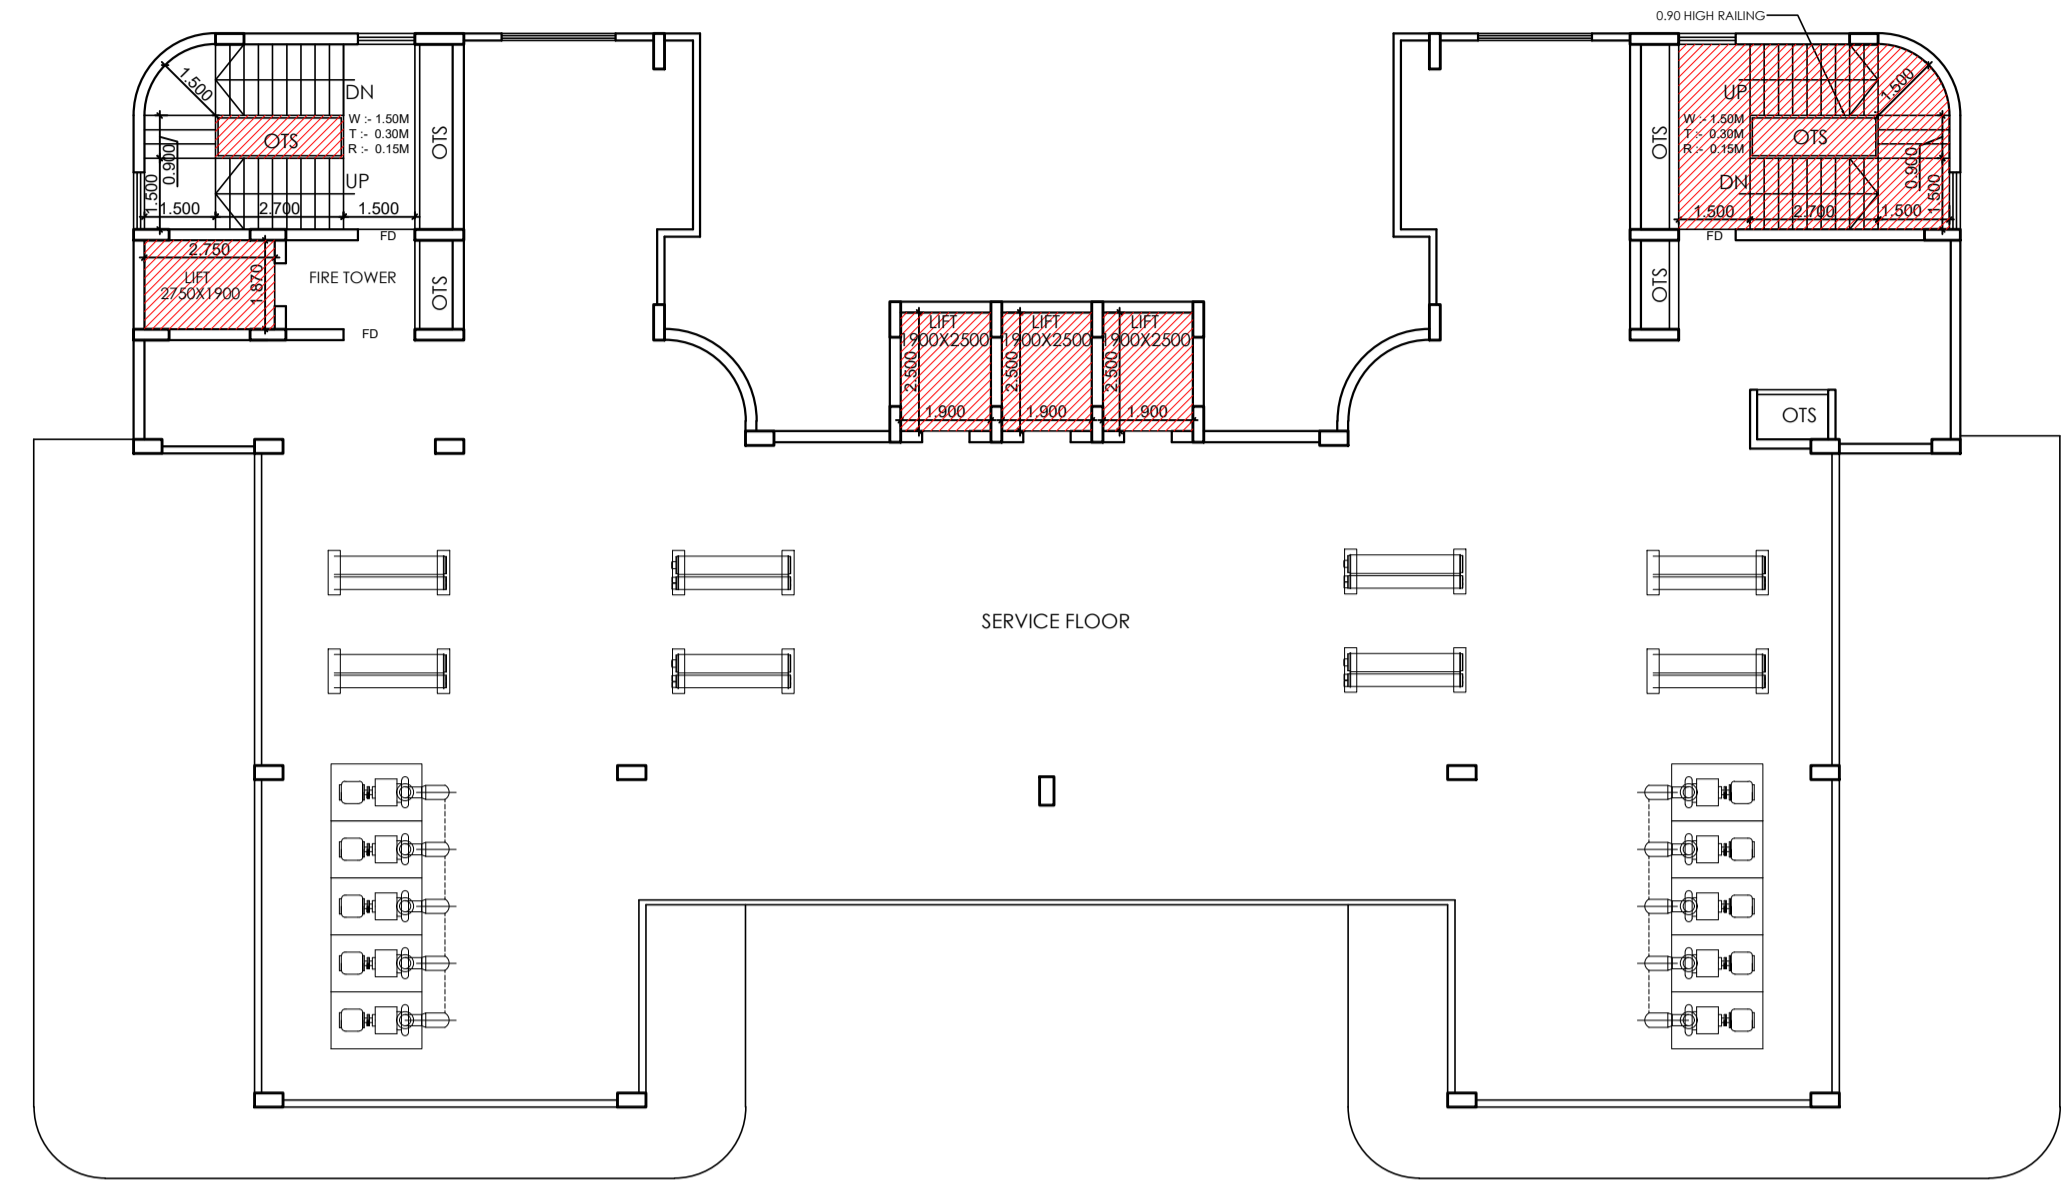 0.90 HIGH RAILING
1.500
DN
W :- 1.50M
T :- 0.30M
R :- 0.15M
OTS
OTS
0.900
1.500
UP
1.500
2.700
1.500
FD
2.750
LIFT
2750X1900
1.870
FIRE TOWER
OTS
FD
LIFT
1900X2500
2.500
1.900
LIFT
1900X2500
2.500
1.900
LIFT
1900X2500
2.500
1.900
OTS
UP
1.500
W :- 1.50M
T :- 0.30M
R :- 0.15M
OTS
0.900
1.500
DN
1.500
2.700
1.500
FD
OTS
OTS
SERVICE FLOOR